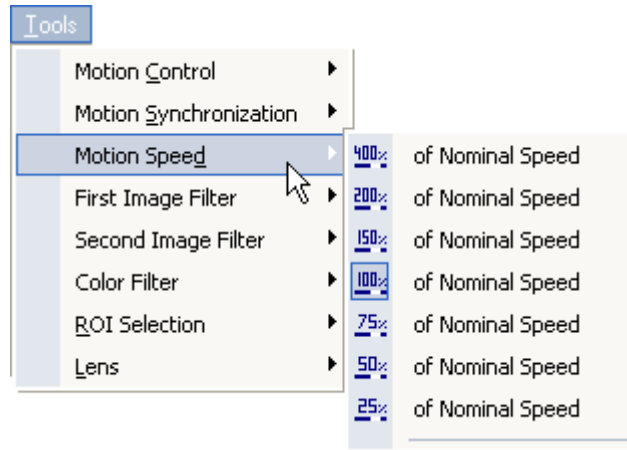 Tools
Motion Control
Motion Synchronization
Motion Speed
First Image Filter
Second Image Filter
Color Filter
ROI Selection
Lens
400% of Nominal Speed
200% of Nominal Speed
150% of Nominal Speed
100% of Nominal Speed
75% of Nominal Speed
50% of Nominal Speed
25% of Nominal Speed